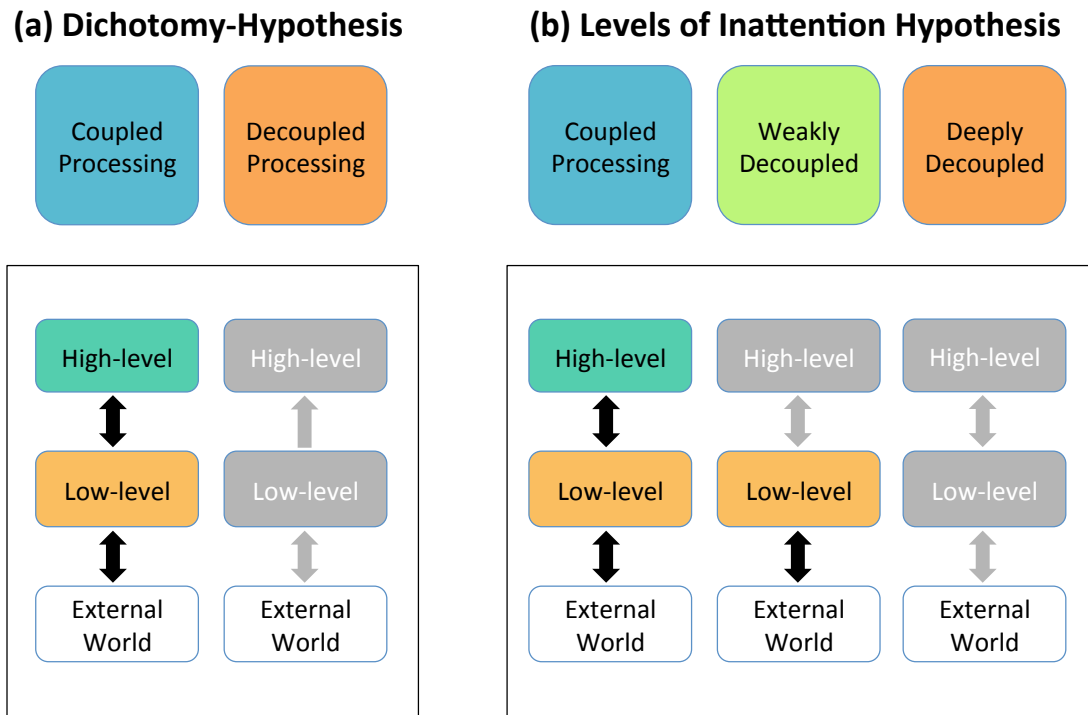 (a) Dichotomy-Hypothesis
Coupled
Processing
Decoupled
Processing
High-level
High-level
Low-level
Low-level
External
World
External
World
(b) Levels of Inattention Hypothesis
Coupled
Processing
Weakly
Decoupled
Deeply
Decoupled
High-level
High-level
High-level
Low-level
Low-level
Low-level
External
World
External
World
External
World